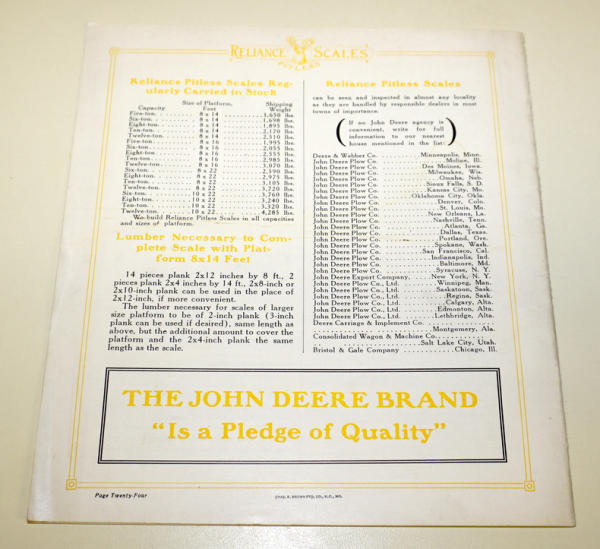 RELIANCE SCALES
PITLESS
Reliance Pitless Scales Reg-
ularly Carried in Stock
Capacity Size of Platform, Feet Shipping Weight
Five-ton. . 8 x 14 . 1,650 lbs.
Six-ton. . 8 x 14 . 1,698 lbs.
Eight-ton. . 8 x 14 . 1,895 lbs.
Ten-ton. . 8 x 14 . 2,170 lbs.
Twelve-ton. . 8 x 14 . 2,510 lbs.
Five-ton. . 8 x 16 . 1,995 lbs.
Six-ton. . 8 x 16 . 2,055 lbs.
Eight-ton. . 8 x 16 . 2,555 lbs.
Ten-ton. . 8 x 16 . 2,985 lbs.
Twelve-ton. . 8 x 16 . 3,070 lbs.
Six-ton. . 8 x 22 . 2,590 lbs.
Eight-ton. . 8 x 22 . 2,975 lbs.
Ten-ton. . 8 x 22 . 3,105 lbs.
Twelve-ton. . 8 x 22 . 3,220 lbs.
Six-ton. . 10 x 22 . 3,760 lbs.
Eight-ton. . 10 x 22 . 3,240 lbs.
Ten-ton. . 10 x 22 . 3,320 lbs.
Twelve-ton. . 10 x 22 . 4,285 lbs.
We build Reliance Pitless Scales in all capacities
and sizes of platform.
Lumber Necessary to Com-
plete Scale with Plat-
form 8x14 Feet
14 pieces plank 2x12 inches by 8 ft., 2
pieces plank 2x4 inches by 14 ft., 2x8-inch or
2x10-inch plank can be used in the place of
2x12-inch, if more convenient.
The lumber necessary for scales of larger
size platform to be of 2-inch plank (3-inch
plank can be used if desired), same length as
above, but the additional amount to cover the
platform and the 2x4-inch plank the same
length as the scale.
Reliance Pitless Scales
can be seen and inspected in almost any locality
as they are handled by responsible dealers in most
towns of importance.
( If no John Deere agency is
convenient, write for full
information to our nearest
house mentioned in the list: )
Deere & Webber Co. Minneapolis, Minn.
John Deere Plow Co. Moline, Ill.
John Deere Plow Co. Des Moines, Iowa.
John Deere Plow Co. Milwaukee, Wis.
John Deere Plow Co. Omaha, Neb.
John Deere Plow Co. Sioux Falls, S. D.
John Deere Plow Co. Kansas City, Mo.
John Deere Plow Co. Oklahoma City, Okla.
John Deere Plow Co. Denver, Colo.
John Deere Plow Co. St. Louis, Mo.
John Deere Plow Co. New Orleans, La.
John Deere Plow Co. Nashville, Tenn.
John Deere Plow Co. Atlanta, Ga.
John Deere Plow Co. Dallas, Texas.
John Deere Plow Co. Portland, Ore.
John Deere Plow Co. Spokane, Wash.
John Deere Plow Co. San Francisco, Cal.
John Deere Plow Co. Indianapolis, Ind.
John Deere Plow Co. Baltimore, Md.
John Deere Plow Co. Syracuse, N. Y.
John Deere Export Company. New York, N. Y.
John Deere Plow Co., Ltd. Winnipeg, Man.
John Deere Plow Co., Ltd. Saskatoon, Sask.
John Deere Plow Co., Ltd. Regina, Sask.
John Deere Plow Co., Ltd. Calgary, Alta.
John Deere Plow Co., Ltd. Edmonton, Alta.
John Deere Plow Co., Ltd. Lethbridge, Alta.
Deere Carriage & Implement Co.
Montgomery, Ala.
Consolidated Wagon & Machine Co.
Salt Lake City, Utah.
Bristol & Gale Company Chicago, Ill.
THE JOHN DEERE BRAND
"Is a Pledge of Quality"
Page Twenty-Four